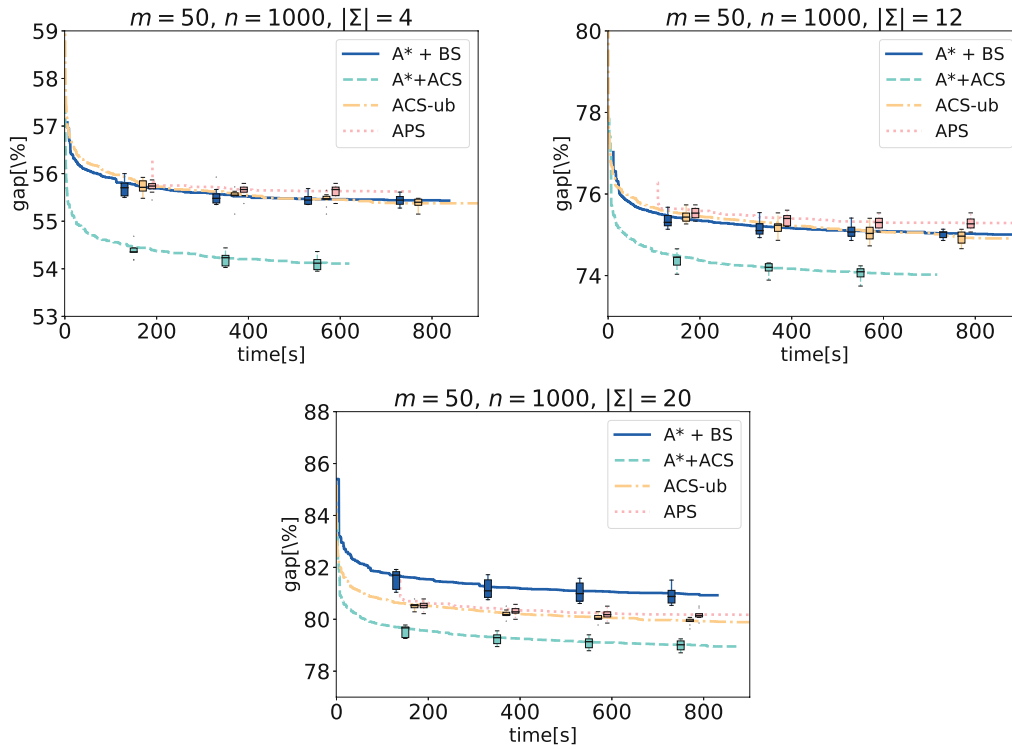 m = 50, n = 1000, |Σ| = 4
59
58
57
56
55
54
53
gap[\%]
0
200
400
600
800
time[s]
A* + BS
A*+ACS
ACS-ub
APS
m = 50, n = 1000, |Σ| = 12
80
78
76
74
gap[\%]
0
200
400
600
800
time[s]
A* + BS
A*+ACS
ACS-ub
APS
m = 50, n = 1000, |Σ| = 20
88
86
84
82
80
78
gap[\%]
0
200
400
600
800
time[s]
A* + BS
A*+ACS
ACS-ub
APS